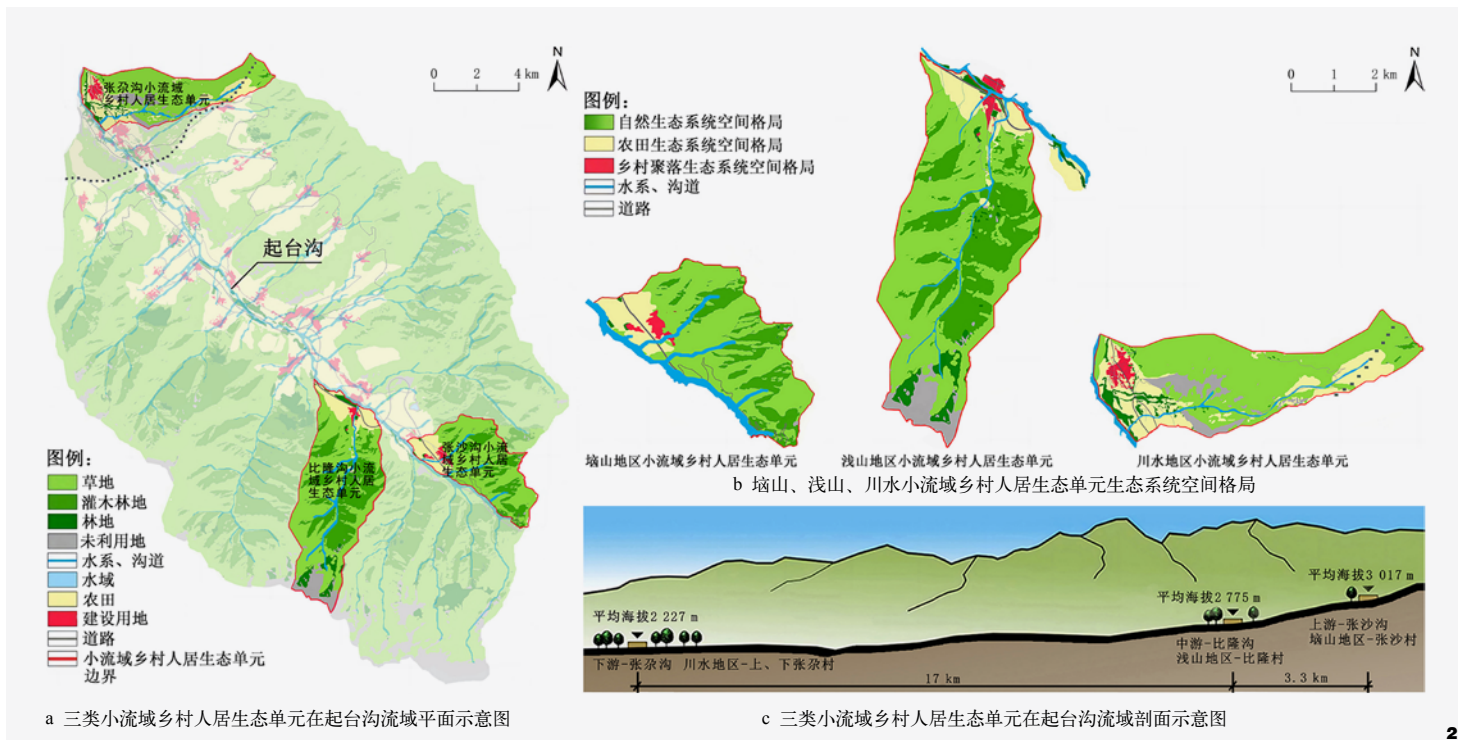 N
0 2 4 km
张尕沟小流域
乡村人居生态单元
起台沟
比隆沟小流
域乡村人居
生态单元
张沙沟小流
域乡村人居
生态单元
图例：
草地
灌木林地
林地
未利用地
水系、沟道
水域
农田
建设用地
道路
小流域乡村人居生态单元
边界
a 三类小流域乡村人居生态单元在起台沟流域平面示意图
图例：
自然生态系统空间格局
农田生态系统空间格局
乡村聚落生态系统空间格局
水系、沟道
道路
N
0 1 2 km
垴山地区小流域乡村人居生态单元
浅山地区小流域乡村人居生态单元
川水地区小流域乡村人居生态单元
b 垴山、浅山、川水小流域乡村人居生态单元生态系统空间格局
平均海拔2 227 m
下游-张尕沟 川水地区-上、下张尕村
平均海拔2 775 m
中游-比隆沟
浅山地区-比隆村
平均海拔3 017 m
上游-张沙沟
垴山地区-张沙村
17 km
3.3 km
c 三类小流域乡村人居生态单元在起台沟流域剖面示意图
2